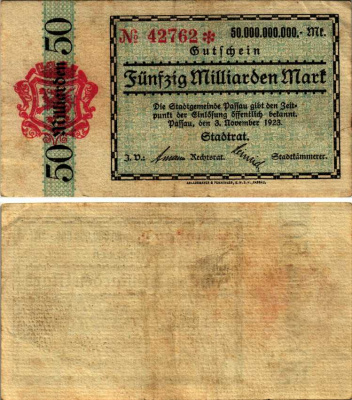 50 Milliarden 50
№ 42762 * 50.000.000.000,- Mk.
Gutschein
Fünfzig Milliarden Mark
Die Stadtgemeinde Passau gibt den Zeit-
punkt der Einlösung öffentlich bekannt.
Passau, den 3. November 1923.
Stadtrat.
J. V.: Rechtsrat. Stadtkämmerer.